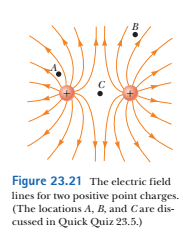 B
A
C
+
+
Figure 23.21 The electric field
lines for two positive point charges.
(The locations A, B, and C are dis-
cussed in Quick Quiz 23.5.)